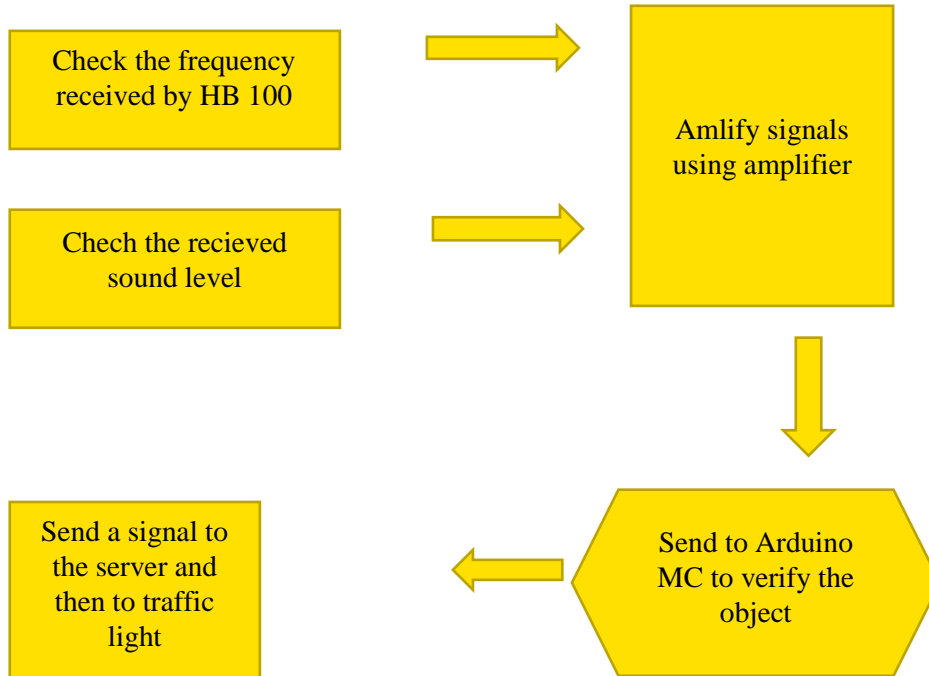 Check the frequency
received by HB 100
Amlify signals
using amplifier
Chech the recieved
sound level
Send a signal to
the server and
then to traffic
light
Send to Arduino
MC to verify the
object